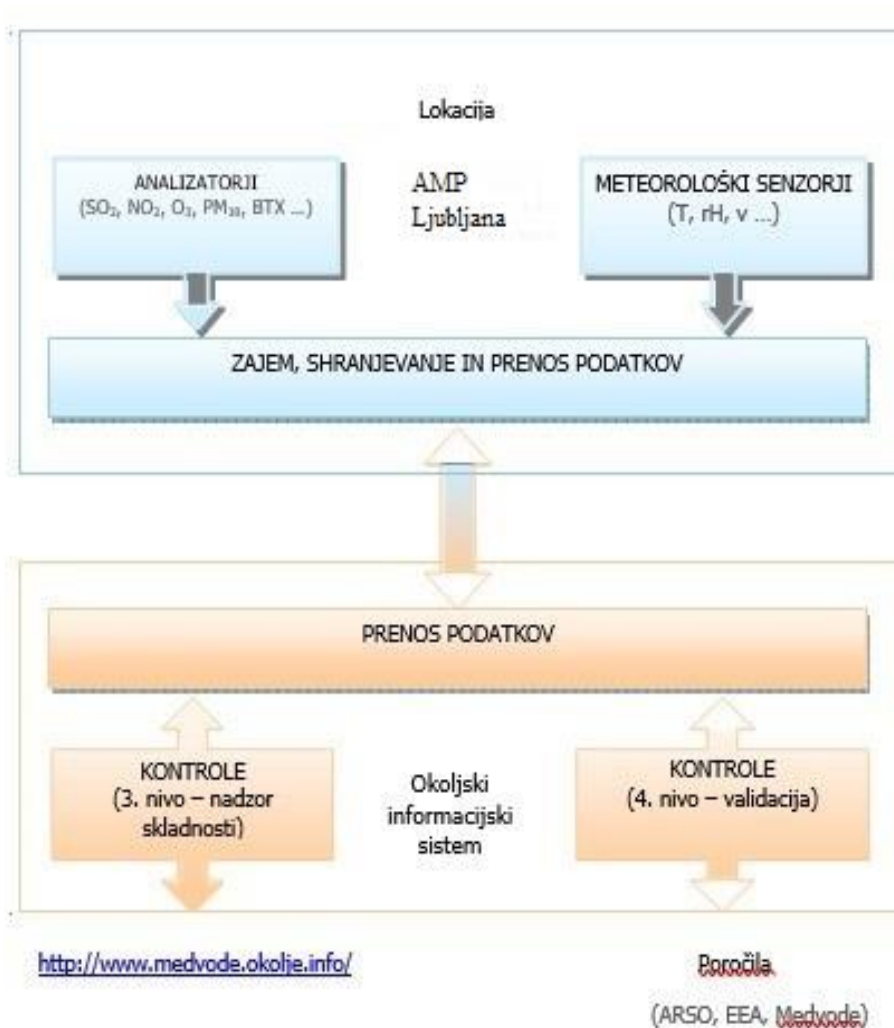 Lokacija
ANALIZATORJI
(SO₂, NO₂, O₃, PM₁₀, BTX ...)
AMP
Ljubljana
METEOROLOŠKI SENZORJI
(T, rH, v ...)
ZAJEM, SHRANJEVANJE IN PRENOS PODATKOV
PRENOS PODATKOV
KONTROLE
(3. nivo – nadzor
skladnosti)
Okoljski
informacijski
sistem
KONTROLE
(4. nivo – validacija)
http://www.medvode.okolje.info/
Poročila
(ARSO, EEA, Medvode)